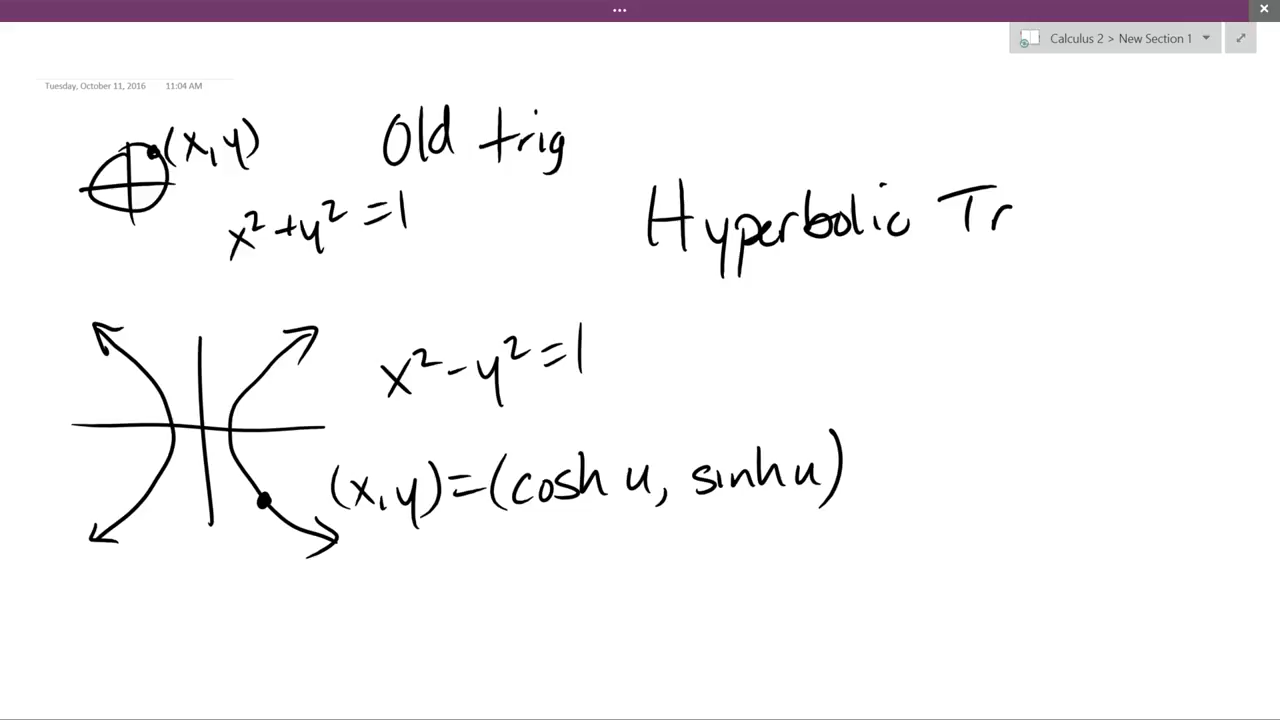 ...
Calculus 2 > New Section 1
Tuesday, October 11, 2016 11:04 AM
(x,y)
Old trig
x²+y²=1
Hyperbolic Tr
x²-y²=1
(x,y)=(cosh u, sinh u)